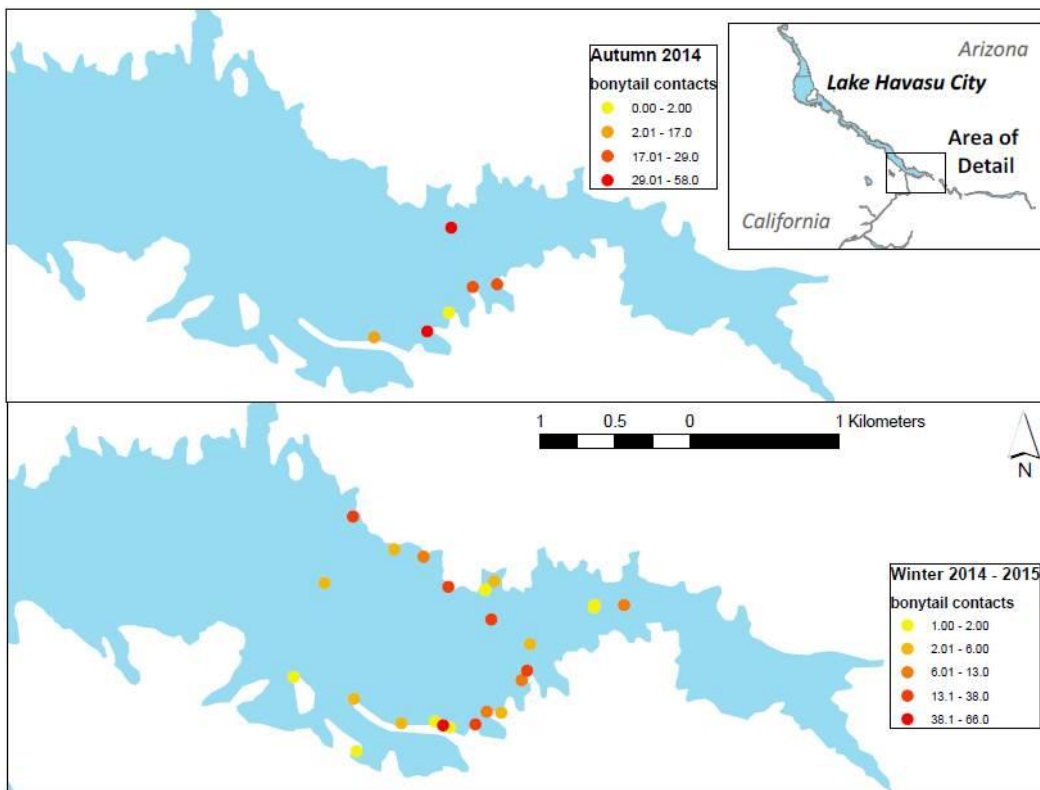 Autumn 2014
bonytail contacts
0.00 - 2.00
2.01 - 17.0
17.01 - 29.0
29.01 - 58.0
Arizona
Lake Havasu City
Area of
Detail
California
1 0.5 0 1 Kilometers
N
Winter 2014 - 2015
bonytail contacts
1.00 - 2.00
2.01 - 6.00
6.01 - 13.0
13.1 - 38.0
38.1 - 66.0